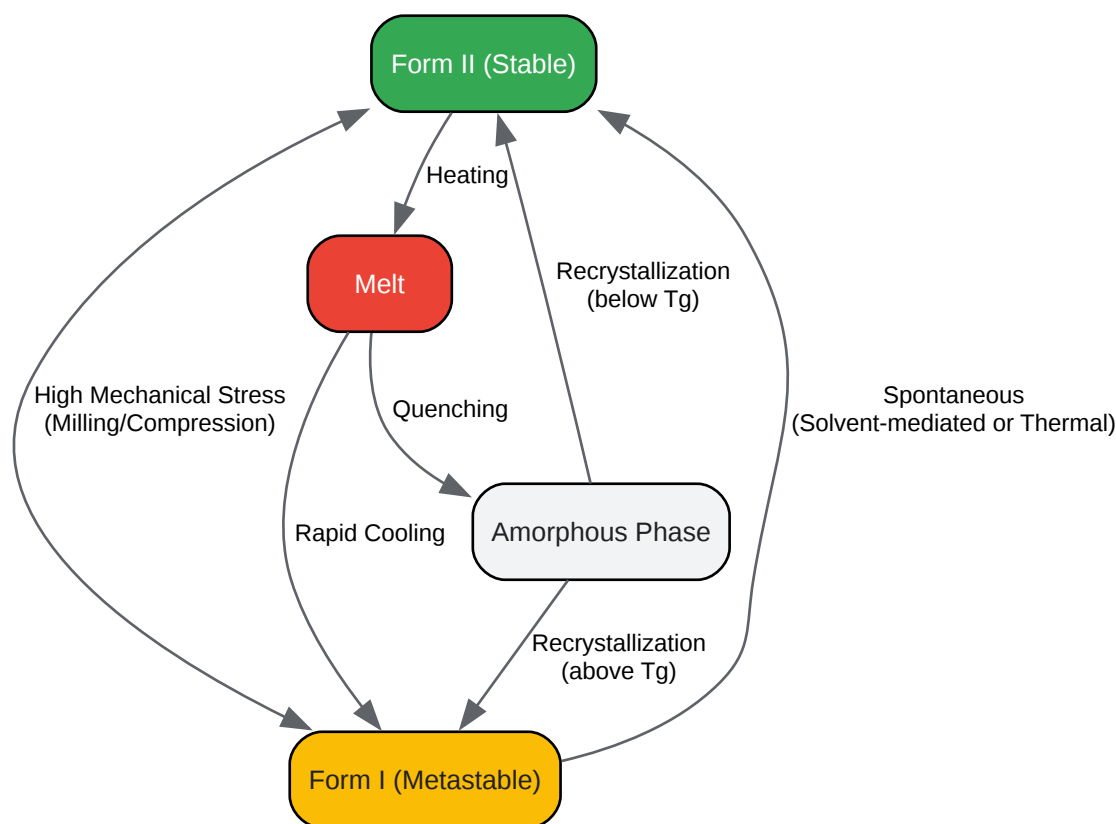 Form II (Stable)
Heating
Melt
Recrystallization
(below Tg)
High Mechanical Stress
(Milling/Compression)
Quenching
Spontaneous
(Solvent-mediated or Thermal)
Rapid Cooling
Amorphous Phase
Recrystallization
(above Tg)
Form I (Metastable)